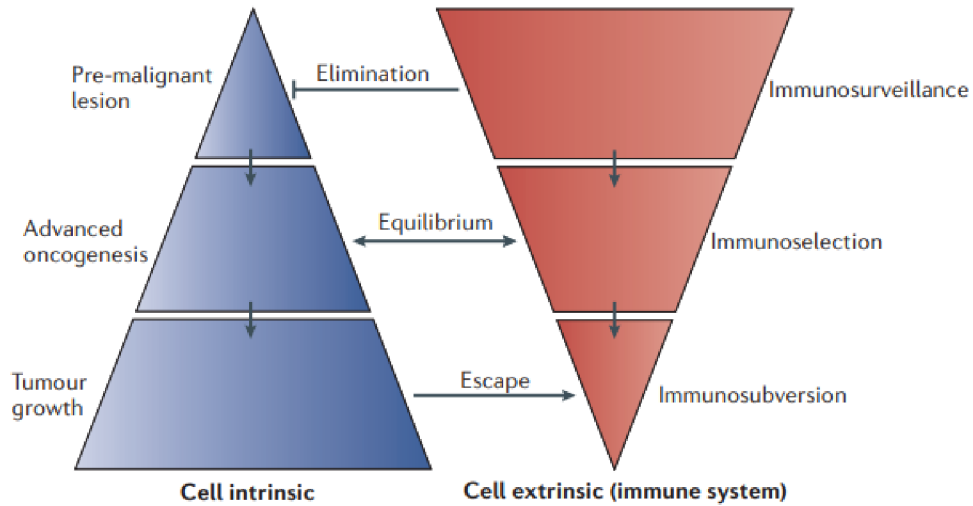 Pre-malignant
lesion
Elimination
Immunosurveillance
Advanced
oncogenesis
Equilibrium
Immunoselection
Tumour
growth
Escape
Immunosubversion
Cell intrinsic
Cell extrinsic (immune system)